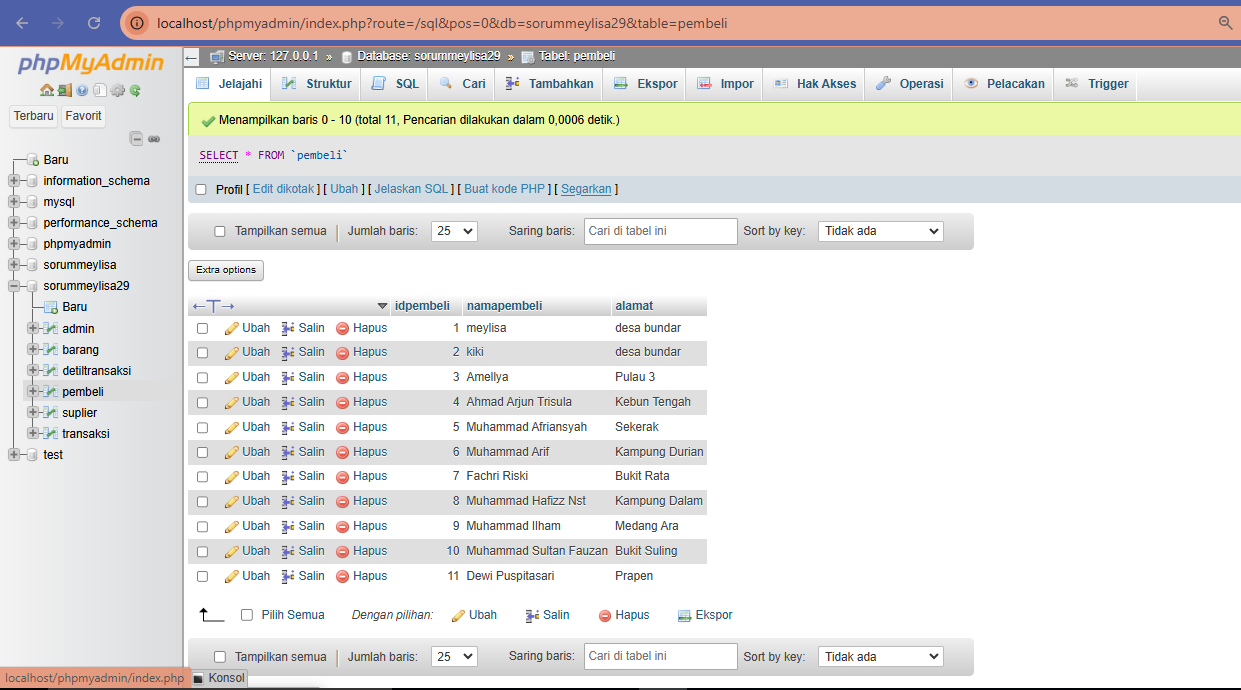 localhost/phpmyadmin/index.php?route=/sql&pos=0&db=sorummeylisa29&table=pembeli
phpMyAdmin
Terbaru Favorit
Baru
information_schema
mysql
performance_schema
phpmyadmin
sorummeylisa
sorummeylisa29
Baru
admin
barang
detiltransaksi
pembeli
suplier
transaksi
test
Server: 127.0.0.1 » Database: sorummeylisa29 » Tabel: pembeli
Jelajahi Struktur SQL Cari Tambahkan Ekspor Impor Hak Akses Operasi Pelacakan Trigger
Menampilkan baris 0 - 10 (total 11, Pencarian dilakukan dalam 0,0006 detik.)
SELECT * FROM `pembeli`
Profil [ Edit dikotak ] [ Ubah ] [ Jelaskan SQL ] [ Buat kode PHP ] [ Segarkan ]
Tampilkan semua | Jumlah baris: 25 Saring baris: Cari di tabel ini Sort by key: Tidak ada
Extra options
←T→ idpembeli namapembeli alamat
Ubah Salin Hapus 1 meylisa desa bundar
Ubah Salin Hapus 2 kiki desa bundar
Ubah Salin Hapus 3 Amellya Pulau 3
Ubah Salin Hapus 4 Ahmad Arjun Trisula Kebun Tengah
Ubah Salin Hapus 5 Muhammad Afriansyah Sekerak
Ubah Salin Hapus 6 Muhammad Arif Kampung Durian
Ubah Salin Hapus 7 Fachri Riski Bukit Rata
Ubah Salin Hapus 8 Muhammad Hafizz Nst Kampung Dalam
Ubah Salin Hapus 9 Muhammad Ilham Medang Ara
Ubah Salin Hapus 10 Muhammad Sultan Fauzan Bukit Suling
Ubah Salin Hapus 11 Dewi Puspitasari Prapen
Pilih Semua Dengan pilihan: Ubah Salin Hapus Ekspor
Tampilkan semua | Jumlah baris: 25 Saring baris: Cari di tabel ini Sort by key: Tidak ada
localhost/phpmyadmin/index.php Konsol